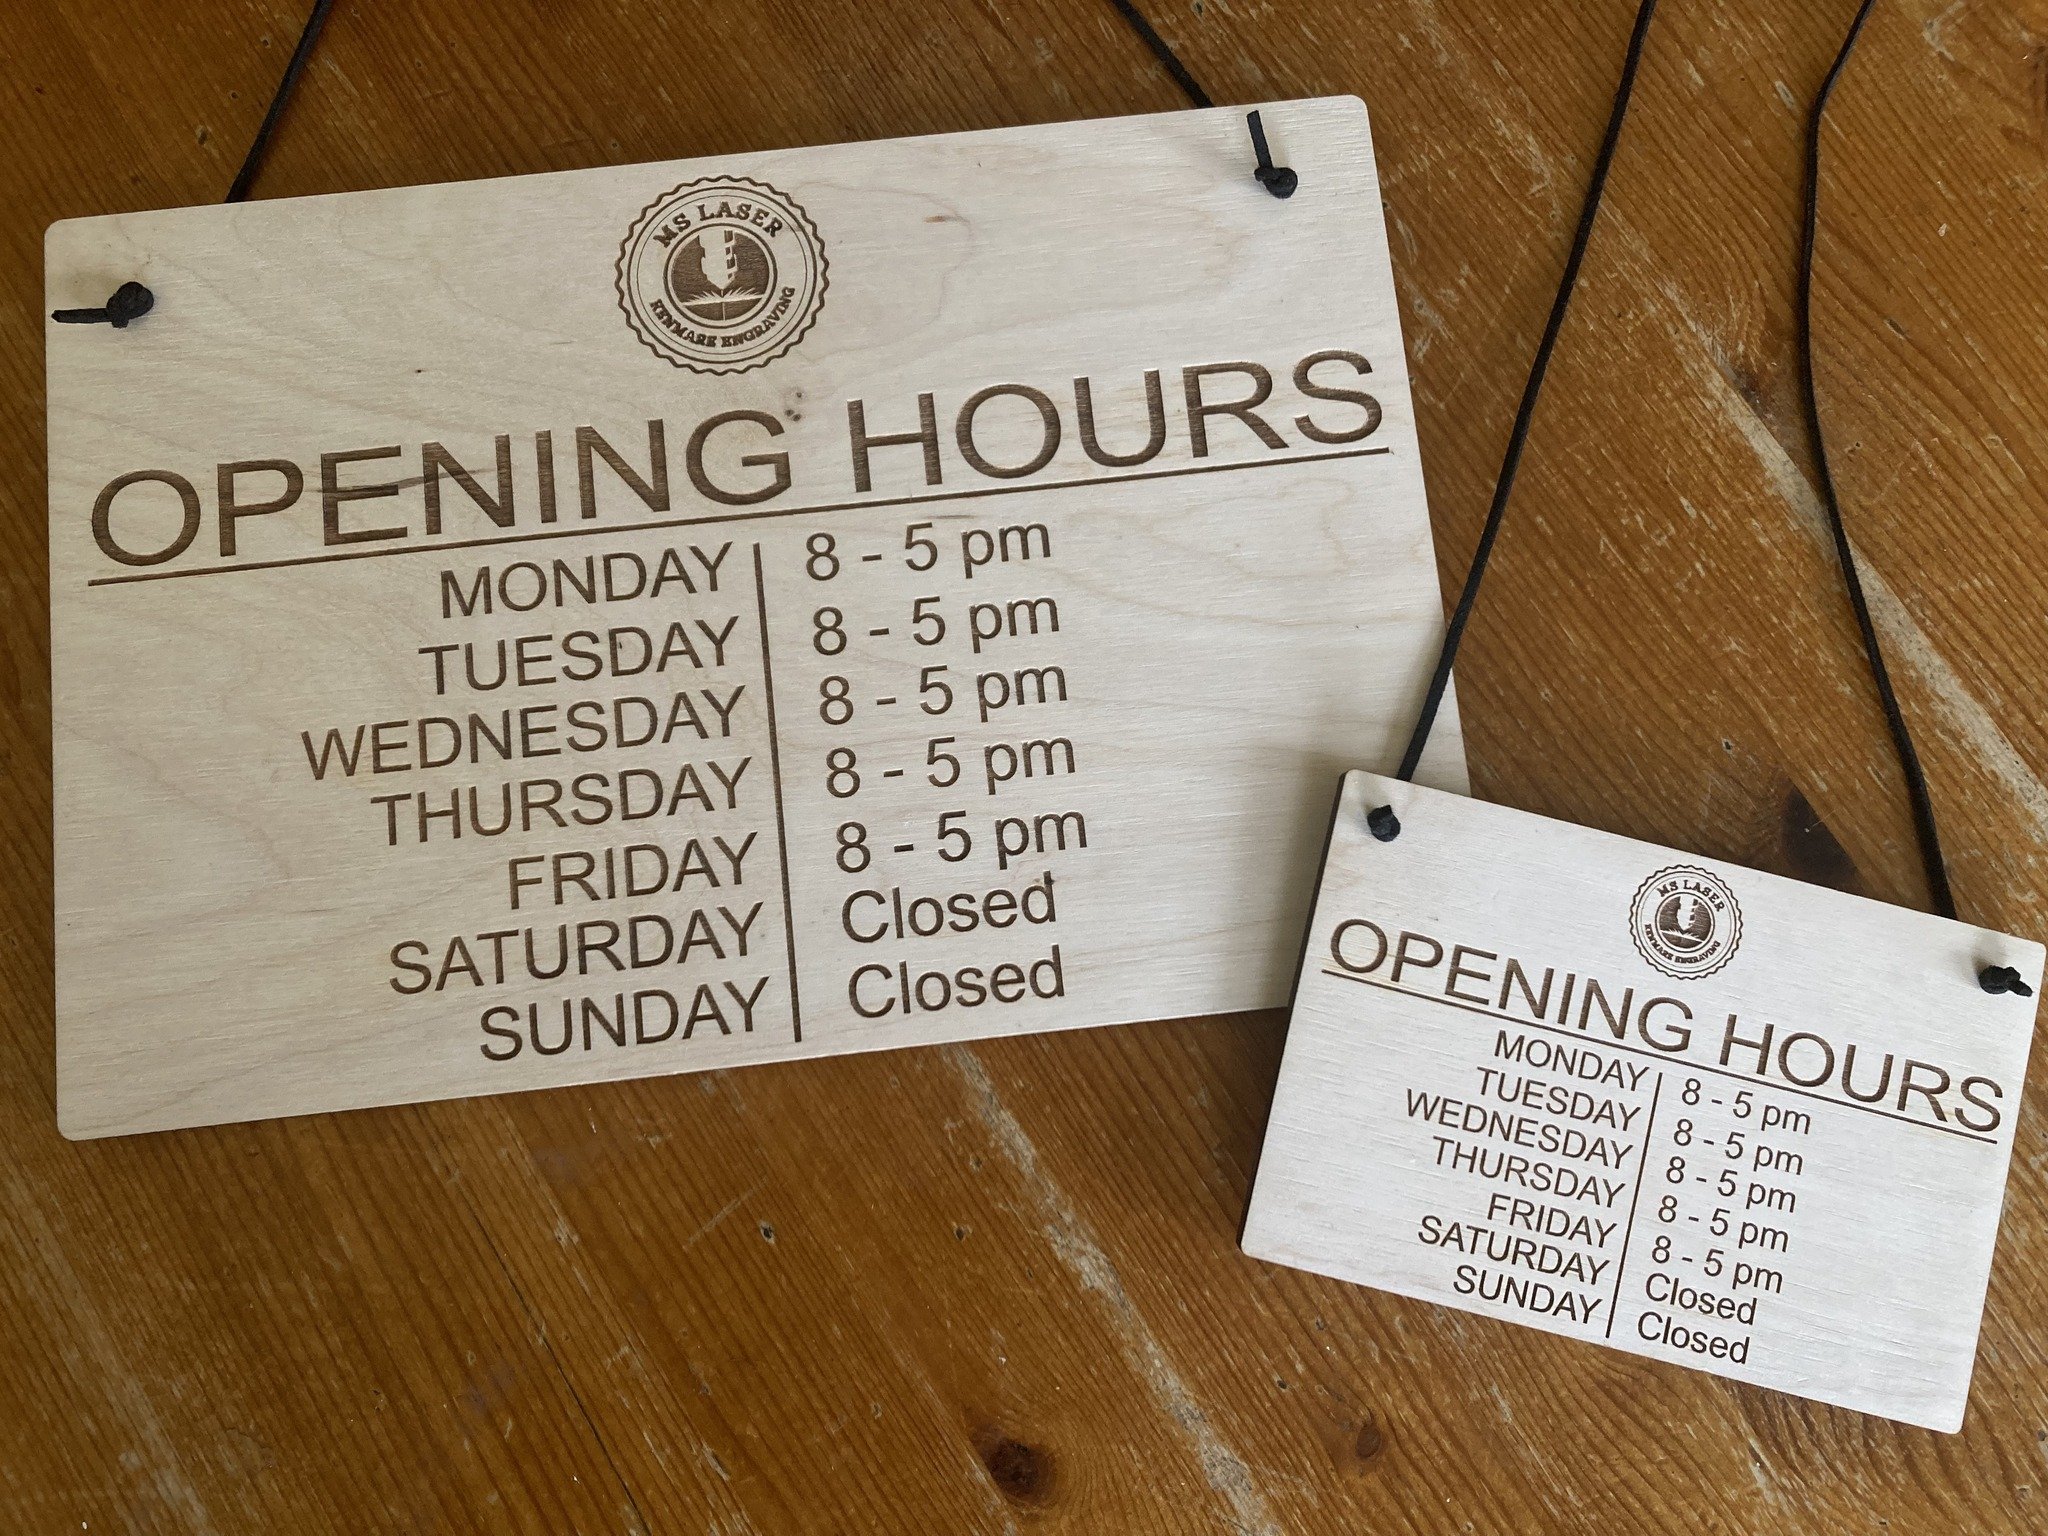 MS LASER
KENMARE ENGRAVING
OPENING HOURS
MONDAY 8 - 5 pm
TUESDAY 8 - 5 pm
WEDNESDAY 8 - 5 pm
THURSDAY 8 - 5 pm
FRIDAY 8 - 5 pm
SATURDAY Closed
SUNDAY Closed
MS LASER
KENMARE ENGRAVING
OPENING HOURS
MONDAY 8 - 5 pm
TUESDAY 8 - 5 pm
WEDNESDAY 8 - 5 pm
THURSDAY 8 - 5 pm
FRIDAY 8 - 5 pm
SATURDAY Closed
SUNDAY Closed